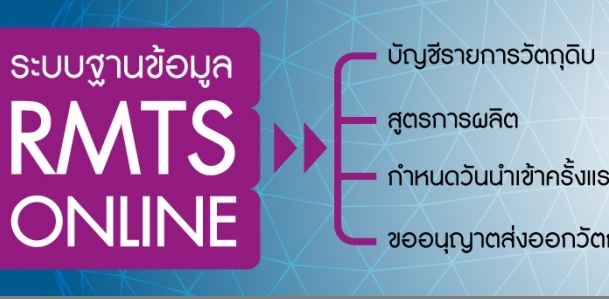 ระบบฐานข้อมูล
RMTS
ONLINE
บัญชีรายการวัตถุดิบ
สูตรการผลิต
กำหนดวันนำเข้าครั้งแร
ขออนุญาตส่งออกวัต